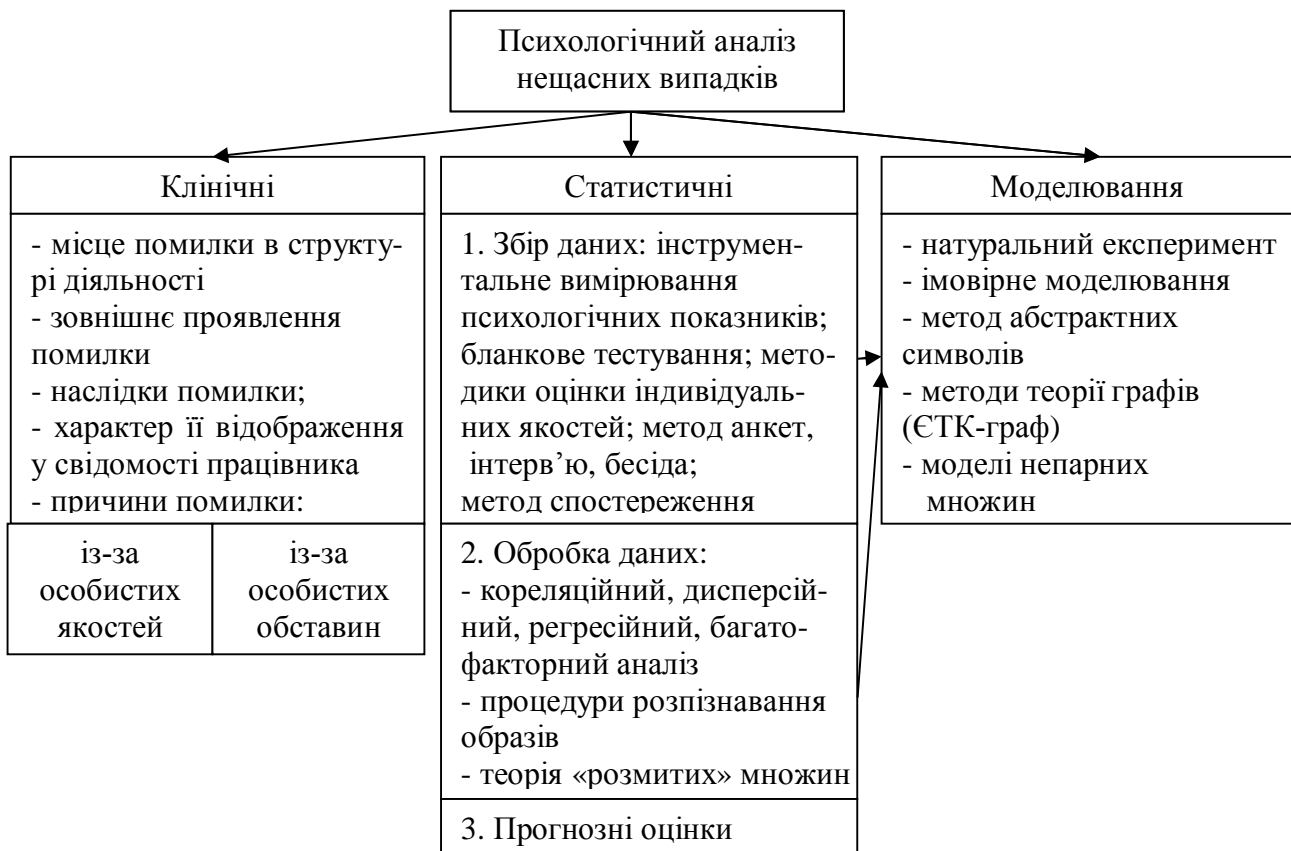 Психологічний аналіз
нещасних випадків
Клінічні
- місце помилки в структу-
рі діяльності
- зовнішнє проявлення
помилки
- наслідки помилки;
- характер її відображення
у свідомості працівника
- причини помилки:
із-за
особистих
якостей
із-за
особистих
обставин
Статистичні
1. Збір даних: інструмен-
тальне вимірювання
психологічних показників;
бланкове тестування; мето-
дики оцінки індивідуаль-
них якостей; метод анкет,
інтерв’ю, бесіда;
метод спостереження
2. Обробка даних:
- кореляційний, дисперсій-
ний, регресійний, багато-
факторний аналіз
- процедури розпізнавання
образів
- теорія «розмитих» множин
3. Прогнозні оцінки
Моделювання
- натуральний експеримент
- імовірне моделювання
- метод абстрактних
символів
- методи теорії графів
(ЄТК-граф)
- моделі непарних
множин